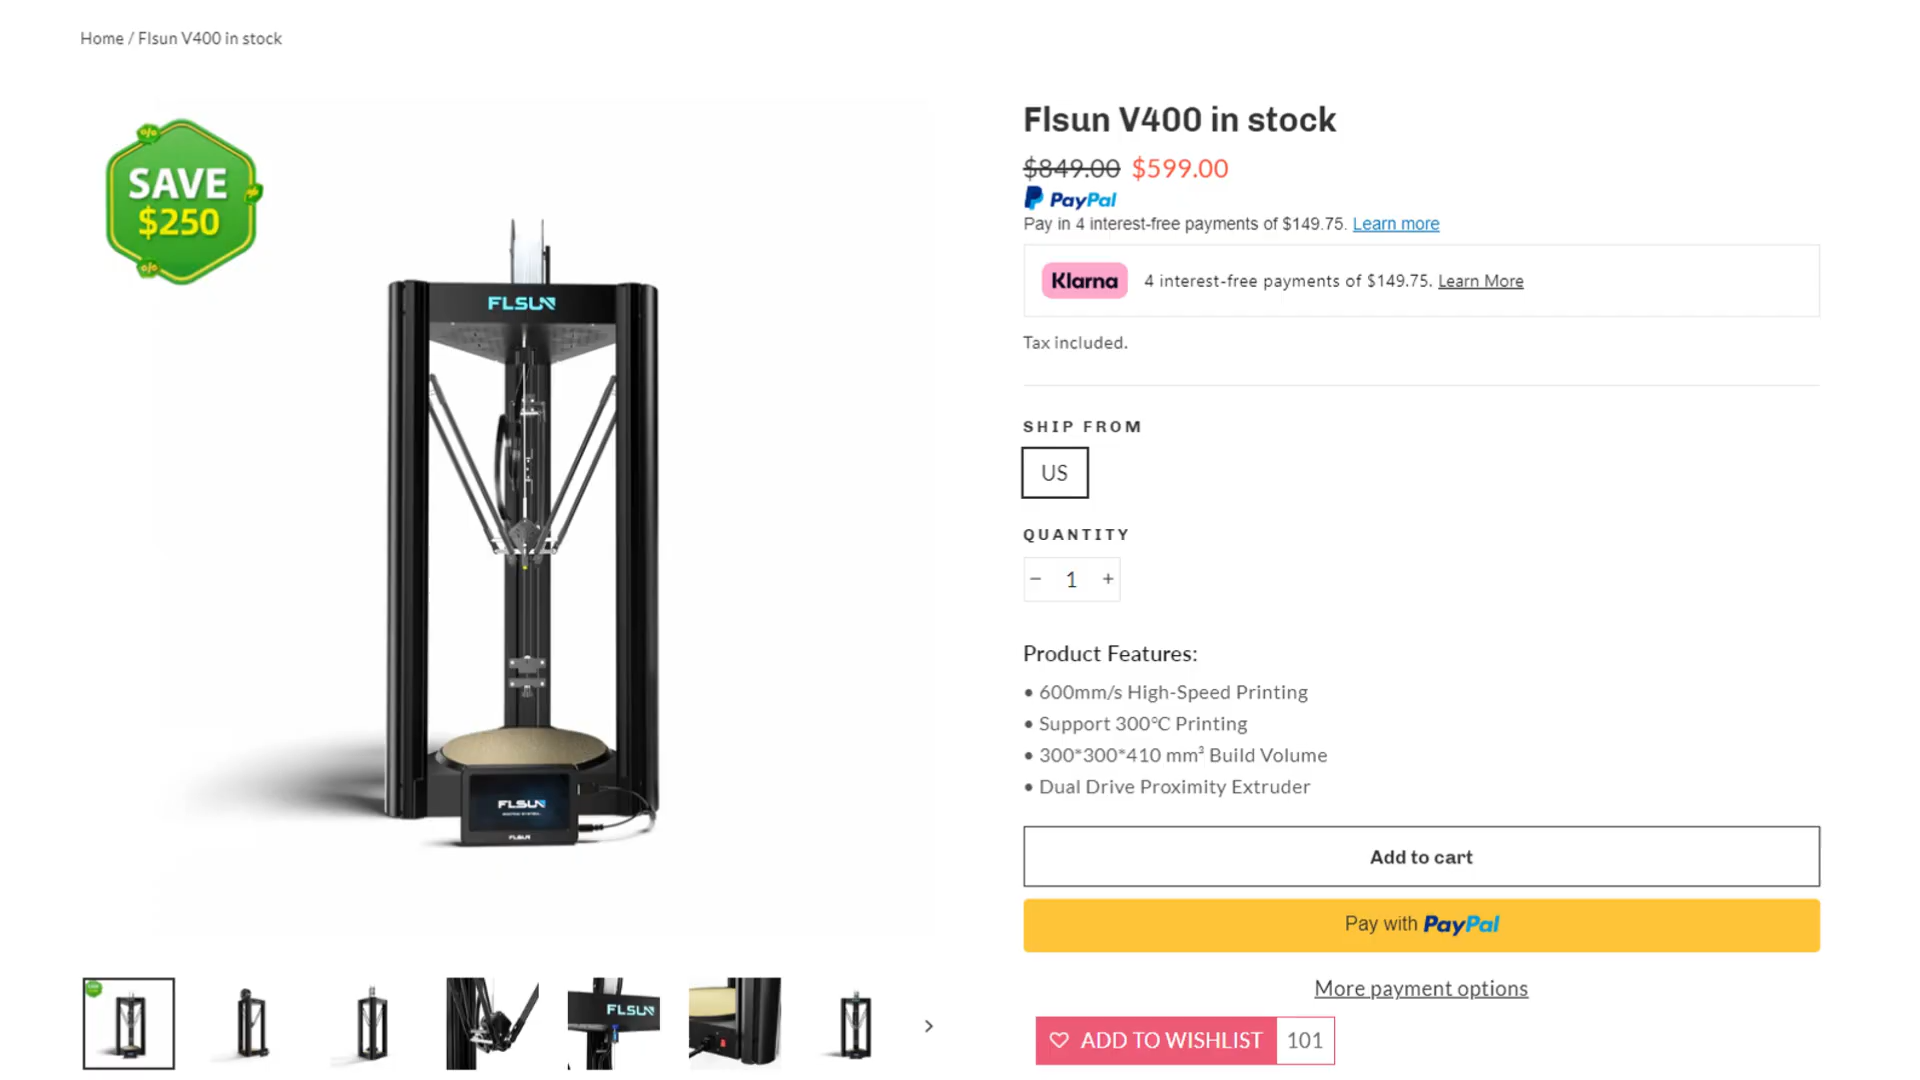 Home / Flsun V400 in stock
SAVE
$250
FLSUN
FLSUN
FLSUN
Flsun V400 in stock
$849.00 $599.00
PayPal
Pay in 4 interest-free payments of $149.75. Learn more
Klarna 4 interest-free payments of $149.75. Learn More
Tax included.
SHIP FROM
US
QUANTITY
− 1 +
Product Features:
• 600mm/s High-Speed Printing
• Support 300℃ Printing
• 300*300*410 mm³ Build Volume
• Dual Drive Proximity Extruder
Add to cart
Pay with PayPal
More payment options
ADD TO WISHLIST 101
FLSUN